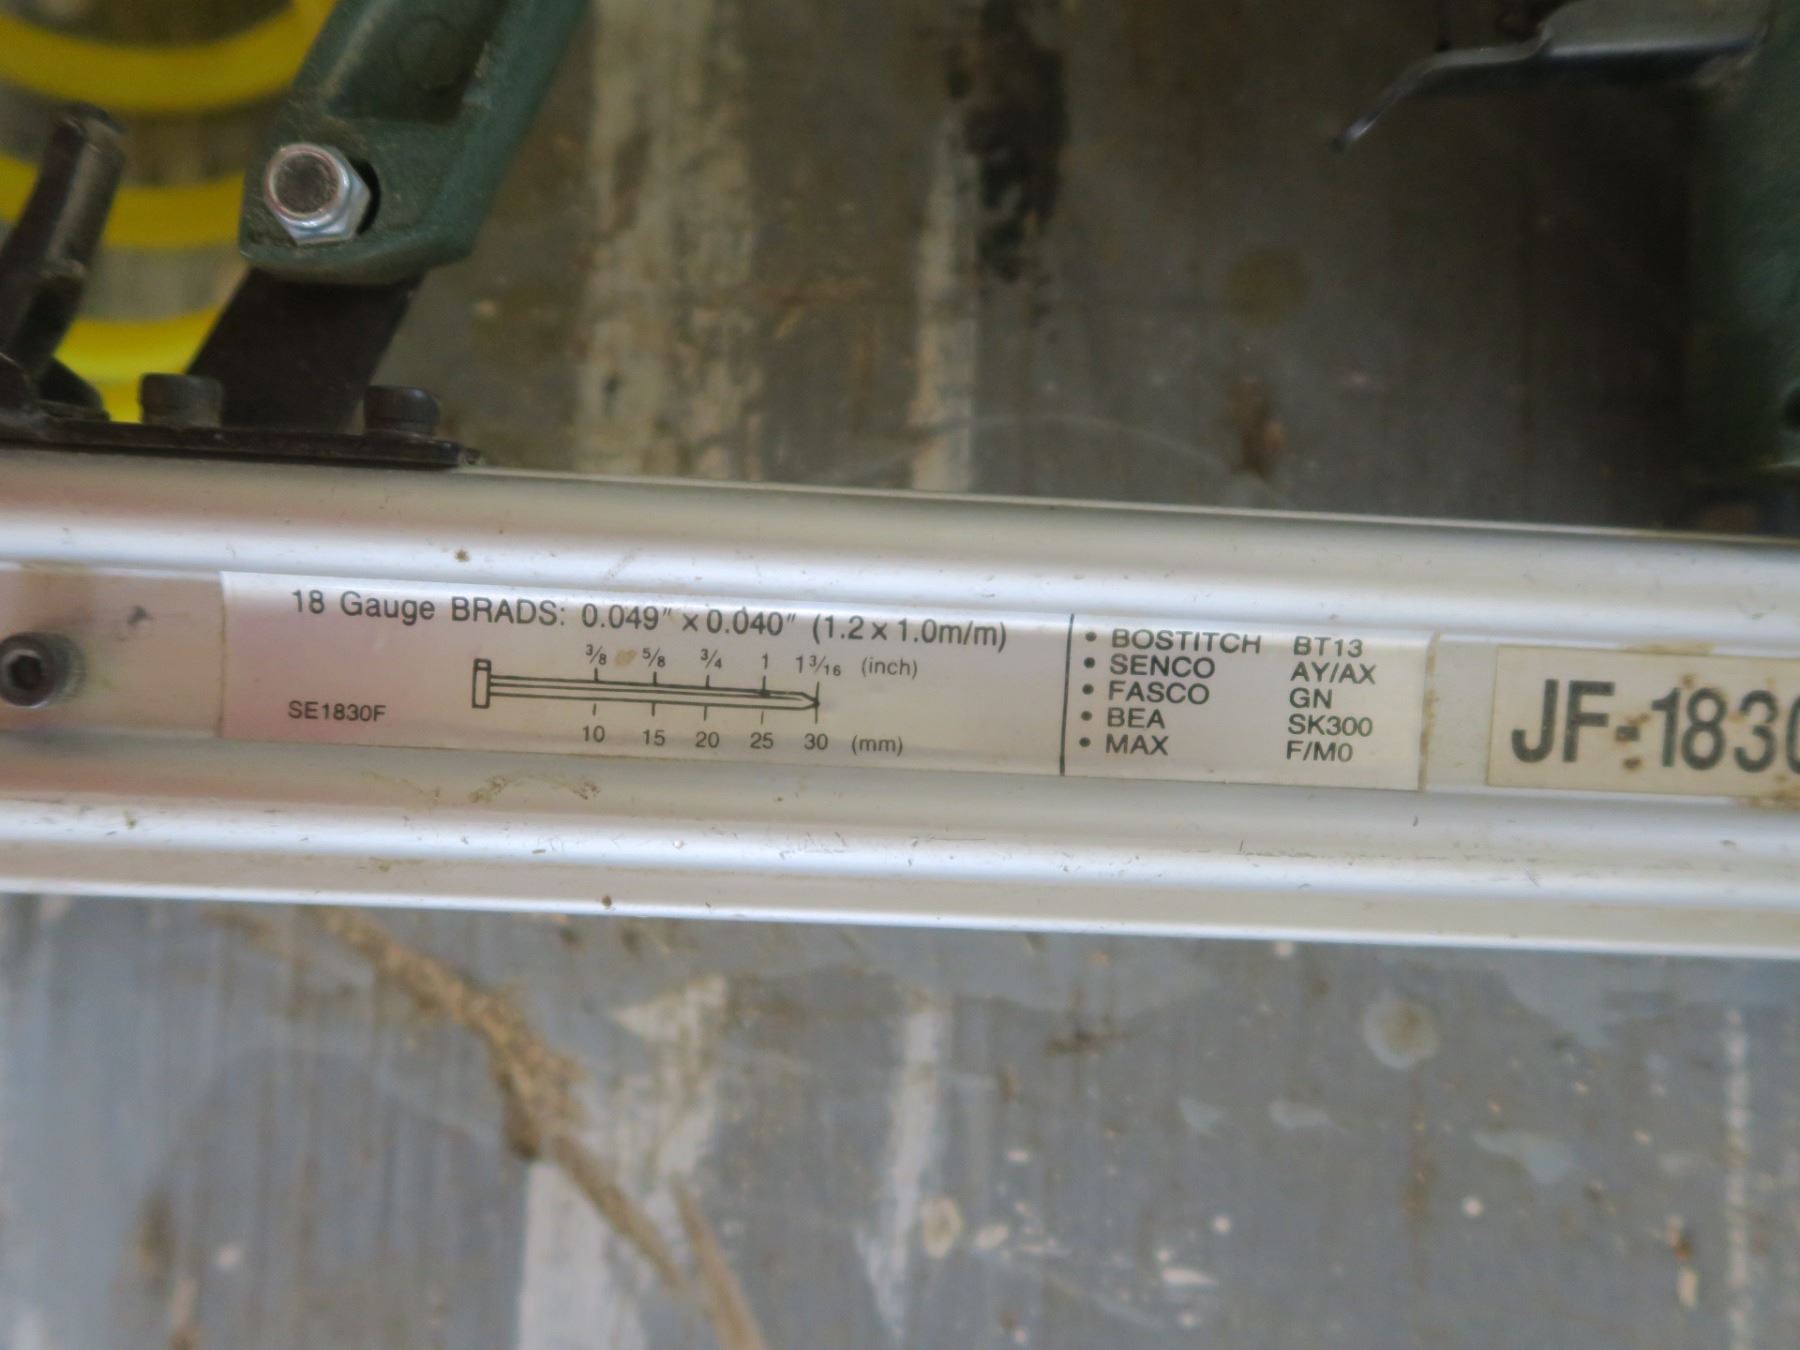 18 Gauge BRADS: 0.049" × 0.040" (1.2 × 1.0m/m)
3/8 5/8 3/4 1 1 3/16 (inch)
SE1830F
10 15 20 25 30 (mm)
• BOSTITCH BT13
• SENCO AY/AX
• FASCO GN
• BEA SK300
• MAX F/M0
JF-1830